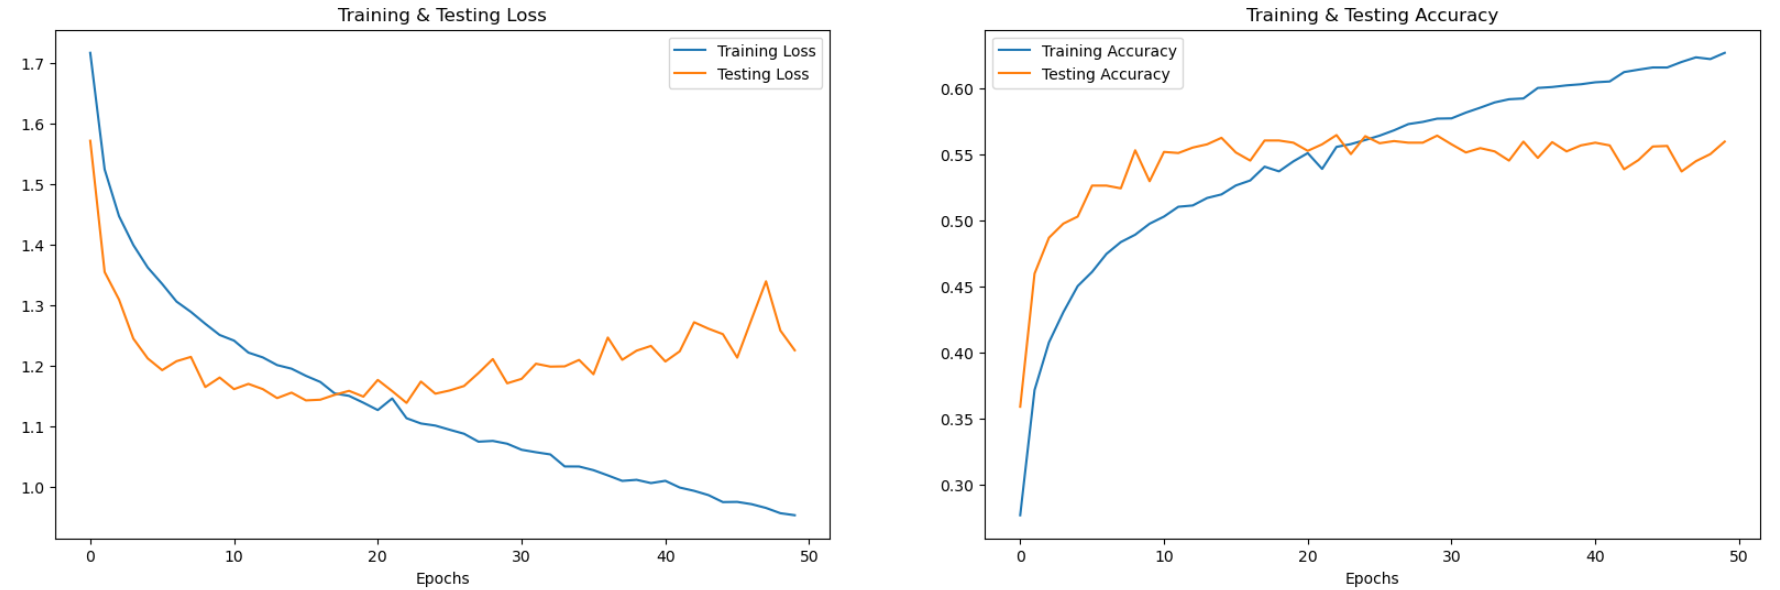 Training & Testing Loss
Training Loss
Testing Loss
1.7
1.6
1.5
1.4
1.3
1.2
1.1
1.0
0 10 20 30 40 50
Epochs
Training & Testing Accuracy
Training Accuracy
Testing Accuracy
0.60
0.55
0.50
0.45
0.40
0.35
0.30
0 10 20 30 40 50
Epochs